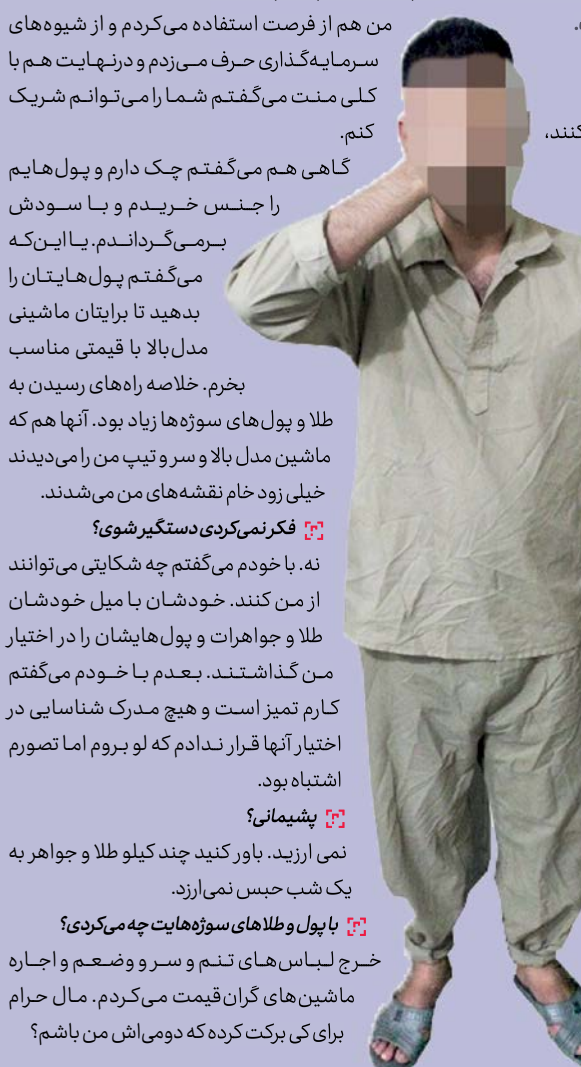 من هم از فرصت استفاده می‌کردم و از شیوه‌های
سرمایه‌گذاری حرف می‌زدم و درنهایت هم با
کلی منت می‌گفتم شما را می‌توانم شریک
کنم.
کنند،
گاهی هم می‌گفتم چک دارم و پول‌هایم
را جنس خریدم و با سودش
برمی‌گرداندم. یا این‌که
می‌گفتم پول‌هایتان را
بدهید تا برایتان ماشینی
مدل‌بالا با قیمتی مناسب
بخرم. خلاصه راه‌های رسیدن به
طلا و پول‌های سوژه‌ها زیاد بود. آنها هم که
ماشین مدل بالا و سر و تیپ من را می‌دیدند
خیلی زود خام نقشه‌های من می‌شدند.
فکر نمی‌کردی دستگیر شوی؟
نه. با خودم می‌گفتم چه شکایتی می‌توانند
از من کنند. خودشان با میل خودشان
طلا و جواهرات و پول‌هایشان را در اختیار
من گذاشتند. بعدم با خودم می‌گفتم
کارم تمیز است و هیچ مدرک شناسایی در
اختیار آنها قرار ندادم که لو بروم اما تصورم
اشتباه بود.
پشیمانی؟
نمی ارزید. باور کنید چند کیلو طلا و جواهر به
یک شب حبس نمی‌ارزد.
با پول و طلاهای سوژه‌هایت چه می‌کردی؟
خرج لباس‌های تنم و سر و وضعم و اجاره
ماشین‌های گران‌قیمت می‌کردم. مال حرام
برای کی برکت کرده که دومی‌اش من باشم؟